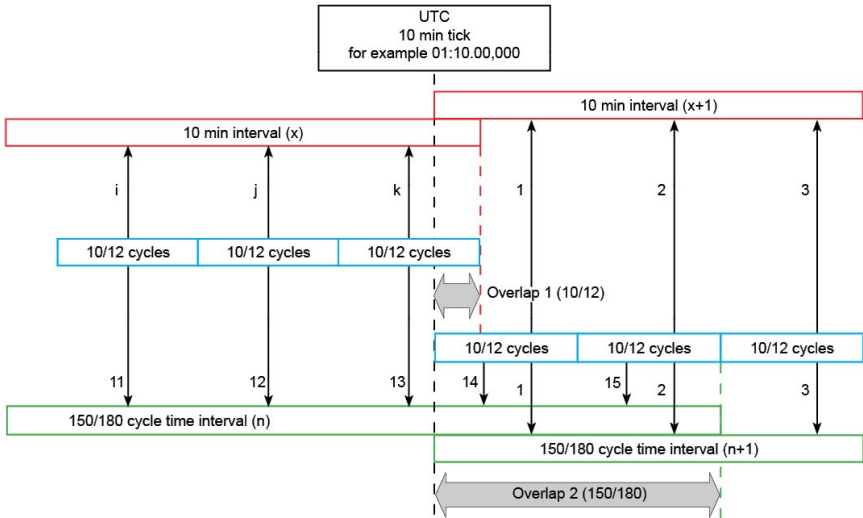 UTC
10 min tick
for example 01:10.00,000
10 min interval (x+1)
10 min interval (x)
i
j
k
1
2
3
10/12 cycles
10/12 cycles
10/12 cycles
Overlap 1 (10/12)
10/12 cycles
10/12 cycles
10/12 cycles
11
12
13
14
1
15
2
3
150/180 cycle time interval (n)
150/180 cycle time interval (n+1)
Overlap 2 (150/180)